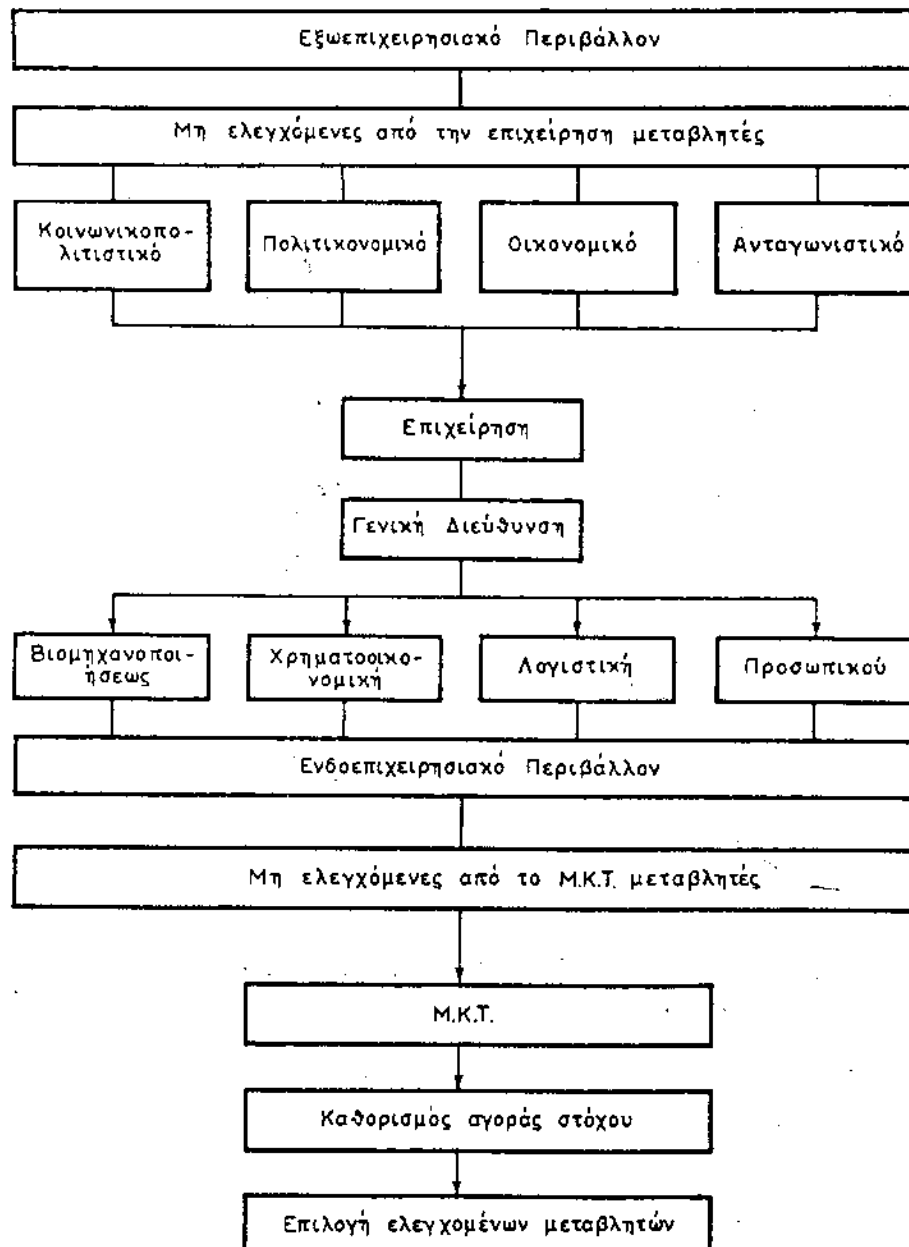 Εξωεπιχειρησιακό Περιβάλλον
Μη ελεγχόμενες από την επιχείρηση μεταβλητές
Κοινωνικοπο-
λιτιστικό
Πολιτικονομικό
Οικονομικό
Ανταγωνιστικό
Επιχείρηση
Γενική Διεύθυνση
Βιομηχανοποι-
ήσεως
Χρηματοοικο-
νομική
Λογιστική
Προσωπικού
Ενδοεπιχειρησιακό Περιβάλλον
Μη ελεγχόμενες από το Μ.Κ.Τ. μεταβλητές
Μ.Κ.Τ.
Καθορισμός αγοράς στόχου
Επιλογή ελεγχομένων μεταβλητών